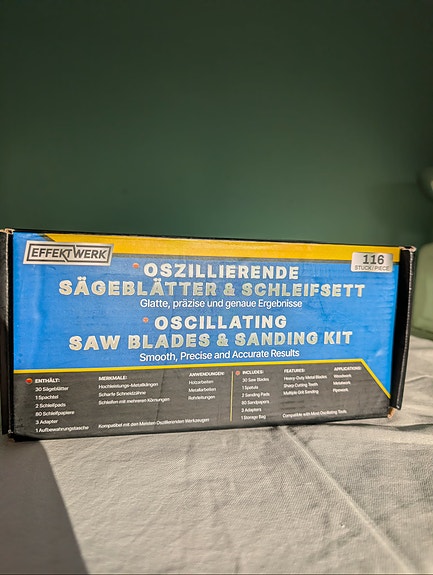 EFFEKTWERK
116
STÜCK/PIECE
OSZILLIERENDE
SÄGEBLÄTTER & SCHLEIFSETT
Glatte, präzise und genaue Ergebnisse
OSCILLATING
SAW BLADES & SANDING KIT
Smooth, Precise and Accurate Results
ENTHÄLT:
30 Sägeblätter
1 Spachtel
2 Schleifpads
80 Schleifpapiere
3 Adapter
1 Aufbewahrungstasche
MERKMALE:
Hochleistungs-Metallklingen
Scharfe Schneidzähne
Schleifen mit mehreren Körnungen
Kompatibel mit den Meisten Oszillierenden Werkzeugen
ANWENDUNGEN:
Holzarbeiten
Metallarbeiten
Rohrleitungen
INCLUDES:
30 Saw Blades
1 Spatula
2 Sanding Pads
80 Sandpapers
3 Adapters
1 Storage Bag
FEATURES:
Heavy-Duty Metal Blades
Sharp Cutting Teeth
Multiple Grit Sanding
Compatible with Most Oscillating Tools
APPLICATIONS:
Woodwork
Metalwork
Pipework